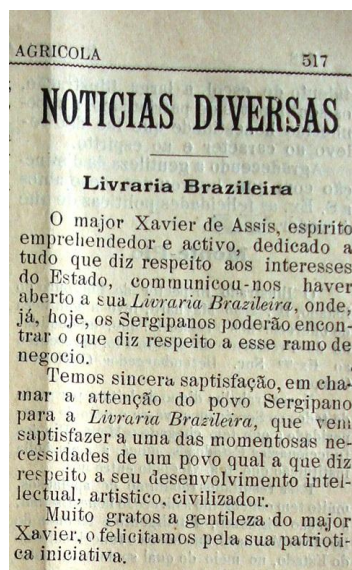 AGRICOLA 517
NOTICIAS DIVERSAS
Livraria Brazileira
O major Xavier de Assis, espirito
emprehendedor e activo, dedicado a
tudo que diz respeito aos interesses
do Estado, communicou-nos haver
aberto a sua Livraria Brazileira, onde,
já, hoje, os Sergipanos poderão encon-
trar o que diz respeito a esse ramo de
negocio.
Temos sincera saptisfação, em cha-
mar a attenção do povo Sergipano
para a Livraria Brazileira, que vem
saptisfazer a uma das momentosas ne-
cessidades de um povo qual a que diz
respeito a seu desenvolvimento intel-
lectual, artistico, civilizador.
Muito gratos a gentileza do major
Xavier, o felicitamos pela sua patrioti-
ca iniciativa.